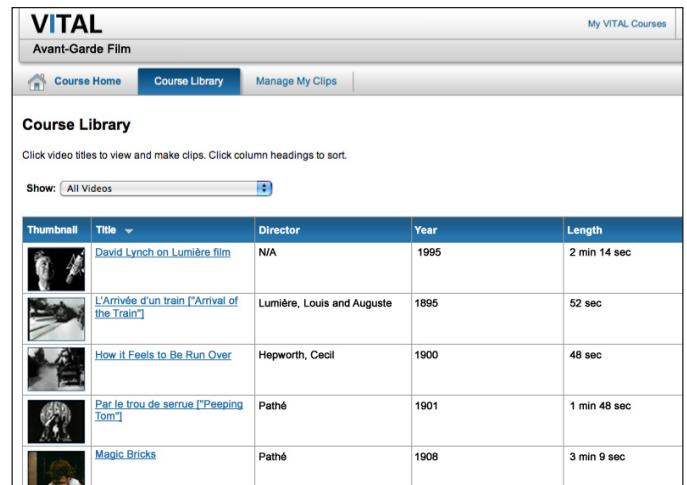 VITAL
My VITAL Courses
Avant-Garde Film
Course Home Course Library Manage My Clips
Course Library
Click video titles to view and make clips. Click column headings to sort.
Show: All Videos
Thumbnail Title Director Year Length
David Lynch on Lumière film N/A 1995 2 min 14 sec
L'Arrivée d'un train ["Arrival of Lumière, Louis and Auguste 1895 52 sec
the Train"]
How it Feels to Be Run Over Hepworth, Cecil 1900 48 sec
Par le trou de serrue ["Peeping Pathé 1901 1 min 48 sec
Tom"]
Magic Bricks Pathé 1908 3 min 9 sec